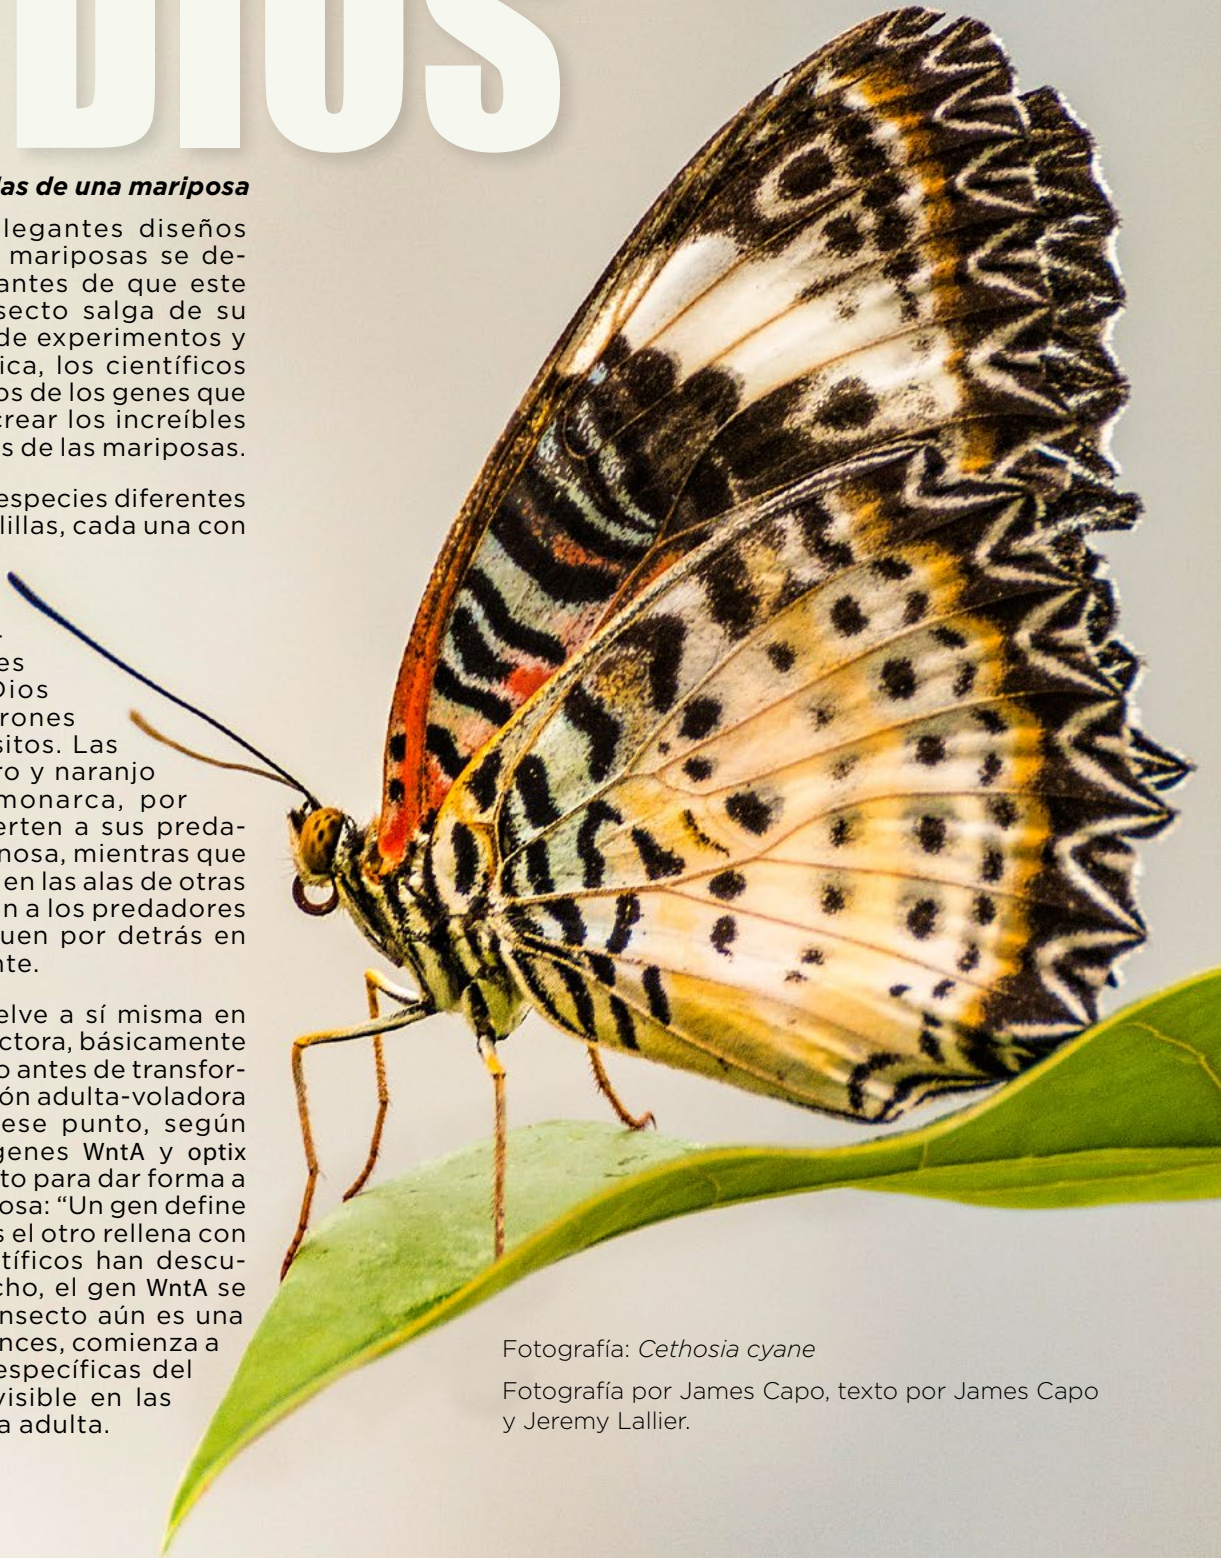 DIOS
las de una mariposa
legantes diseños
mariposas se de-
antes de que este
secto salga de su
de experimentos y
ica, los científicos
os de los genes que
crear los increíbles
s de las mariposas.
especies diferentes
lillas, cada una con
es
Dios
rones
sitos. Las
ro y naranjo
monarca, por
erten a sus preda-
nosa, mientras que
en las alas de otras
n a los predadores
uen por detrás en
nte.
elve a sí misma en
ctora, básicamente
o antes de transfor-
ón adulta-voladora
ese punto, según
genes WntA y optix
to para dar forma a
osa: “Un gen define
s el otro rellena con
tíficos han descu-
cho, el gen WntA se
nsecto aún es una
nces, comienza a
específicas del
visible en las
a adulta.
Fotografía: Cethosia cyane
Fotografía por James Capo, texto por James Capo
y Jeremy Lallier.